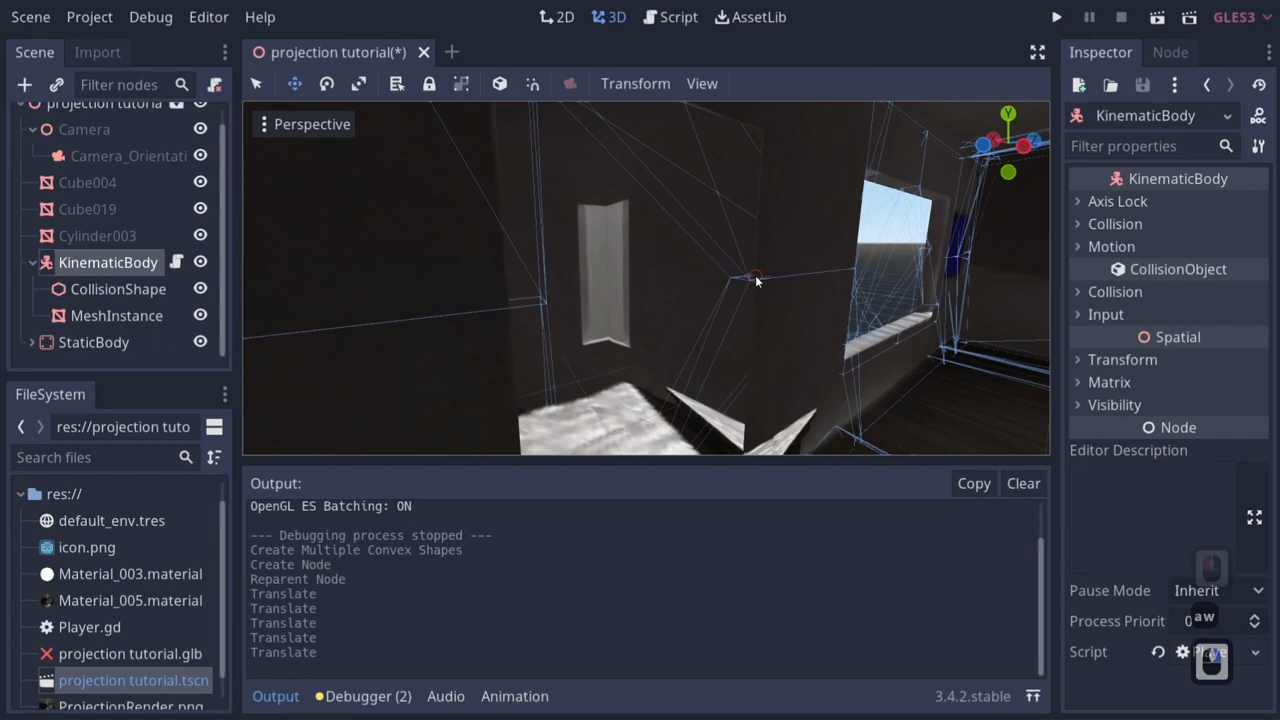 Scene Project Debug Editor Help 2D 3D Script AssetLib GLES3
Scene Import
projection tutorial(*)
Inspector Node
Filter nodes
Transform View
projection tutoria
Camera
Camera_Orientati
Cube004
Cube019
Cylinder003
KinematicBody
CollisionShape
MeshInstance
StaticBody
Perspective
Y
KinematicBody
Filter properties
KinematicBody
Axis Lock
Collision
Motion
CollisionObject
Collision
Input
Spatial
Transform
Matrix
Visibility
Node
Editor Description
Pause Mode Inherit
aw
Process Priorit 0
Script
FileSystem
res://projection tuto
Search files
res://
default_env.tres
icon.png
Material_003.material
Material_005.material
Player.gd
projection tutorial.glb
projection tutorial.tscn
ProjectionRender.png
Output: Copy Clear
OpenGL ES Batching: ON
--- Debugging process stopped ---
Create Multiple Convex Shapes
Create Node
Reparent Node
Translate
Translate
Translate
Translate
Translate
Output Debugger (2) Audio Animation 3.4.2.stable